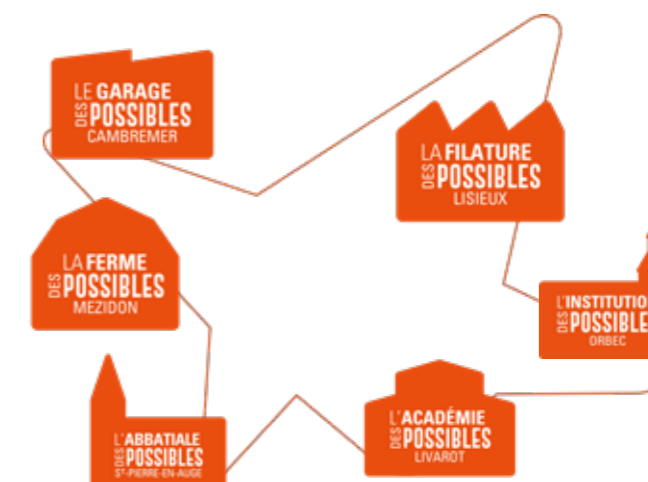 LE GARAGE
DES POSSIBLES
CAMBREMER
LA FILATURE
DES POSSIBLES
LISIEUX
LA FERME
DES POSSIBLES
MEZIDON
L'INSTITUTIO
DES POSSIBLE
ORBEC
L'ACADÉMIE
DES POSSIBLES
LIVAROT
L'ABBATIALE
DES POSSIBLES
ST-PIERRE-EN-AUGE